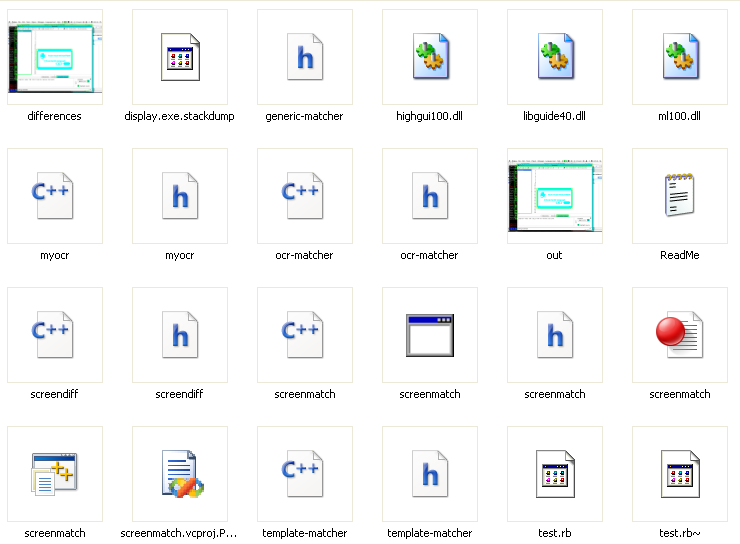 differences display.exe.stackdump generic-matcher highgui100.dll libguide40.dll ml100.dll
C++ h C++ h
myocr myocr ocr-matcher ocr-matcher out ReadMe
C++ h C++ h
screendiff screendiff screenmatch screenmatch screenmatch screenmatch
C++ h
screenmatch screenmatch.vcproj.P... template-matcher template-matcher test.rb test.rb~